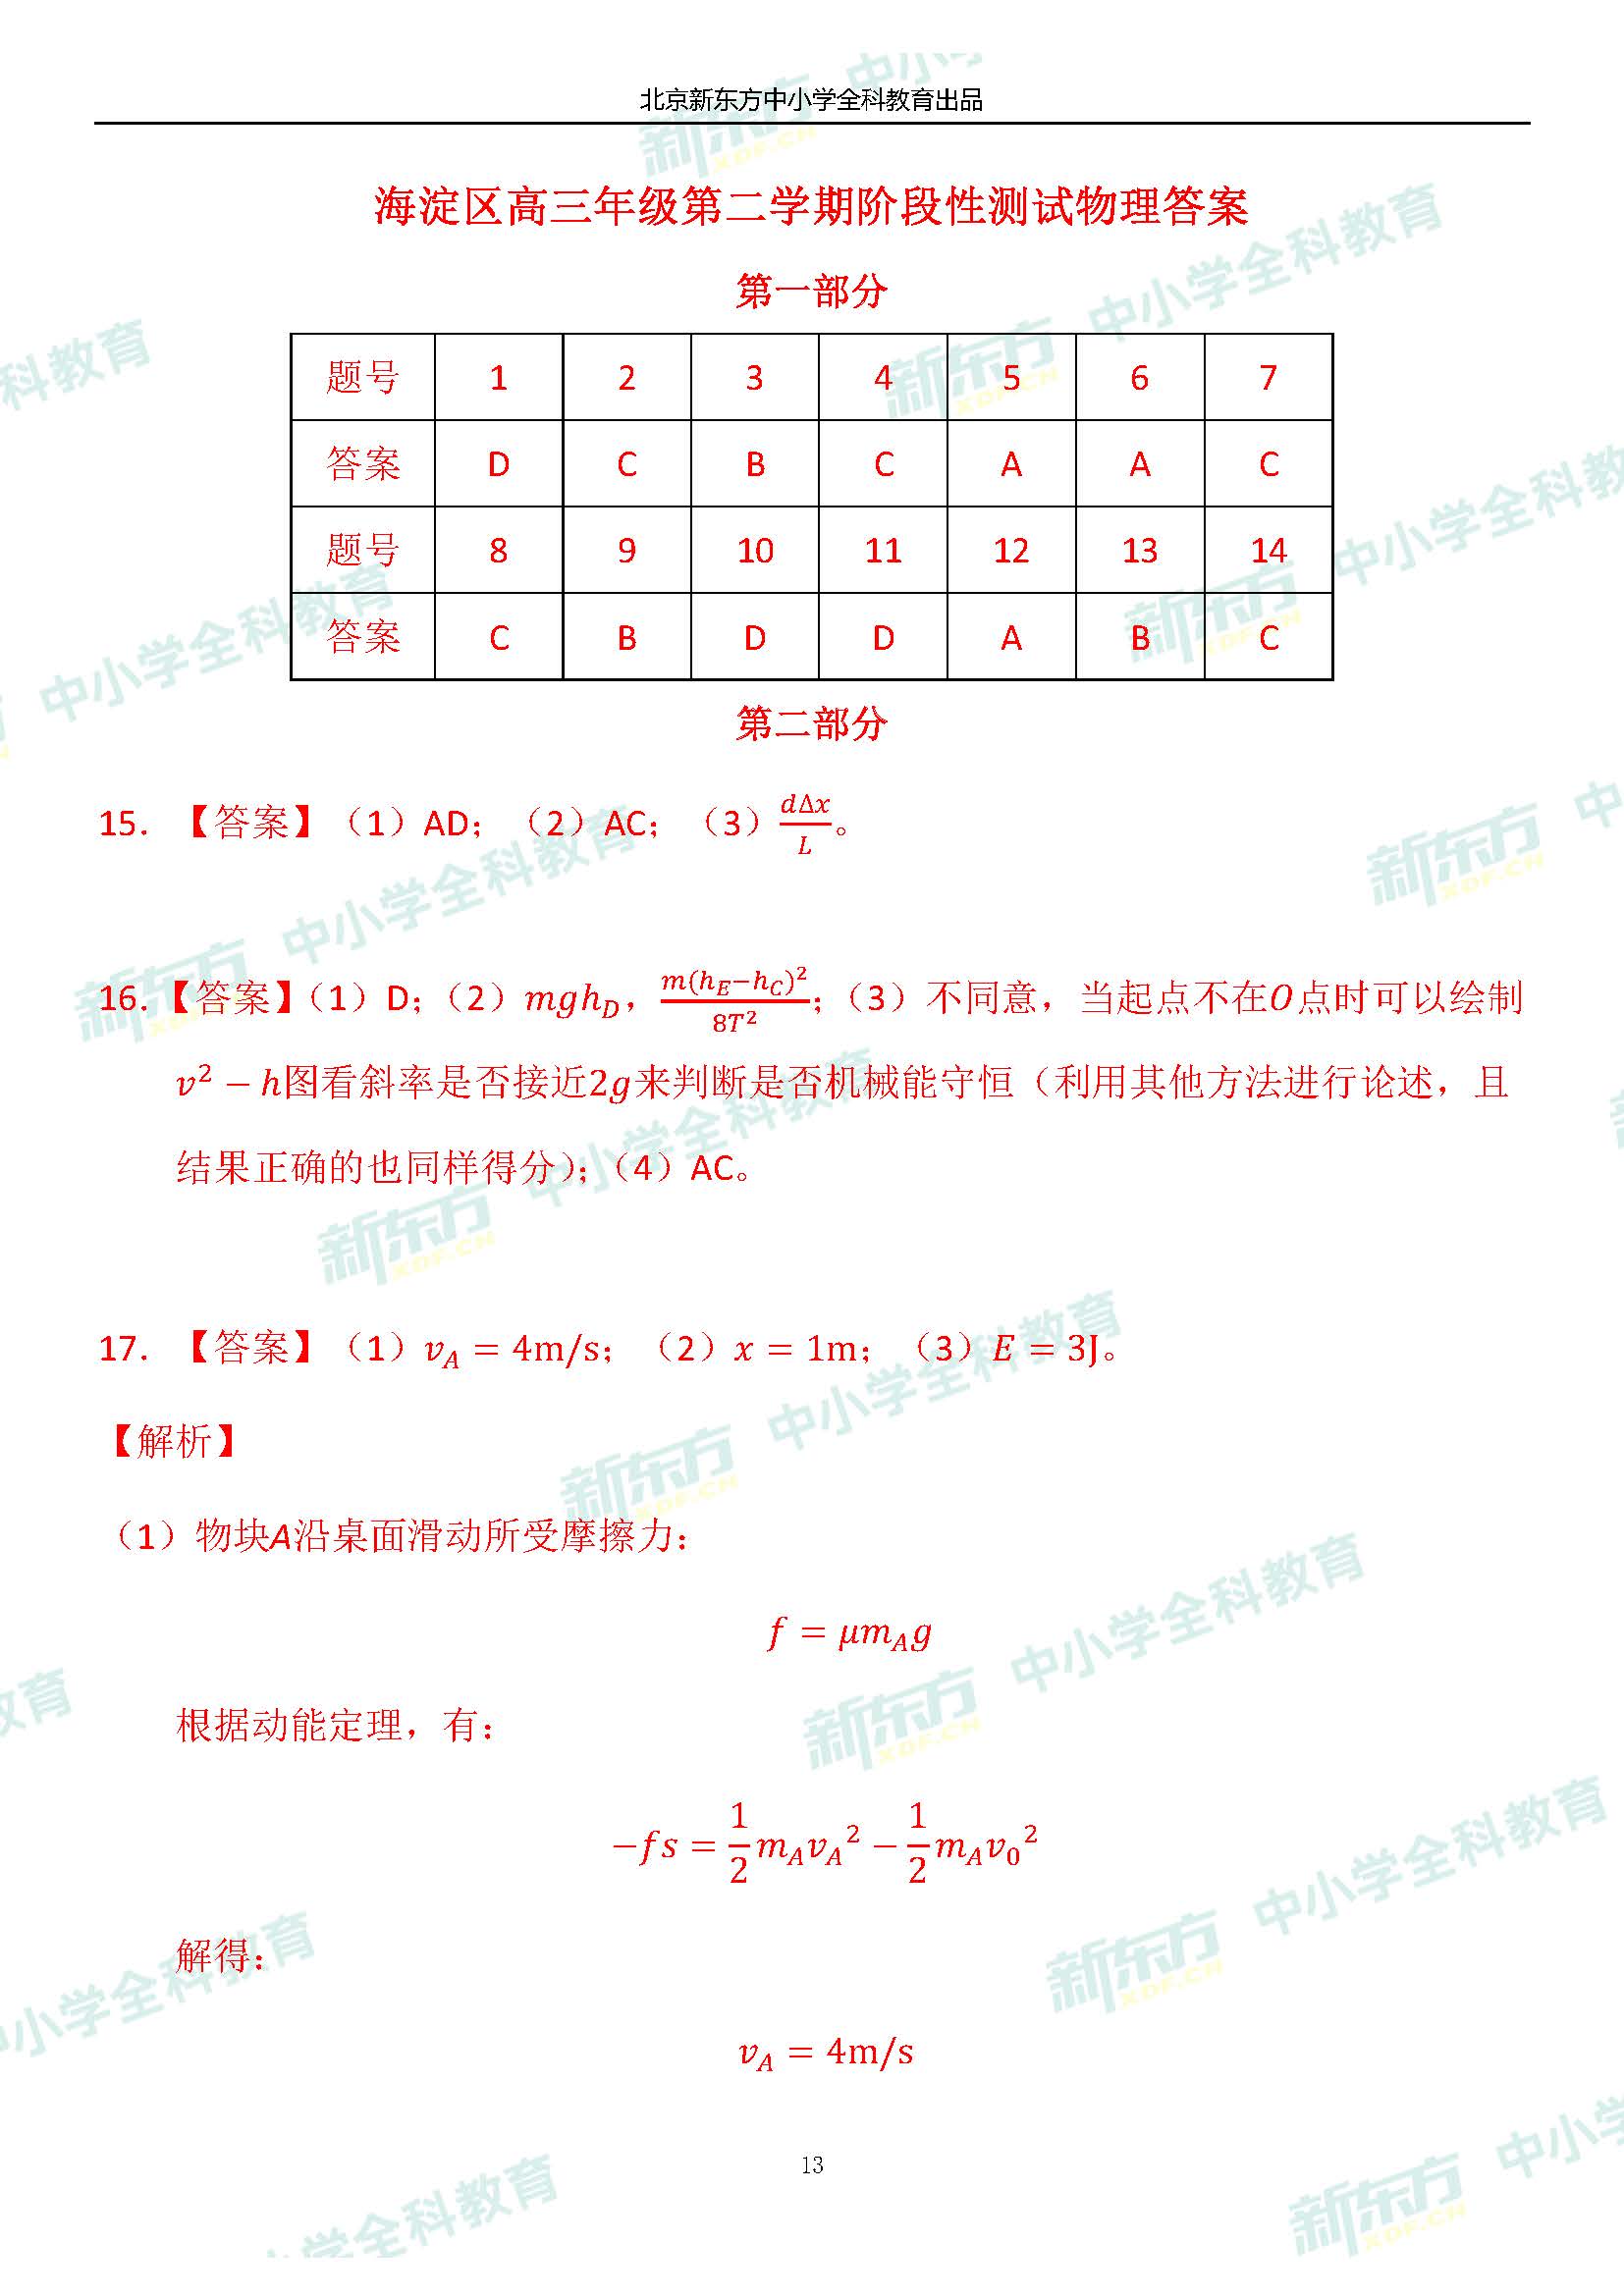 北京新东方中小学全科教育出品
海淀区高三年级第二学期阶段性测试物理答案
第一部分
题号 1 2 3 4 5 6 7
答案 D C B C A A C
题号 8 9 10 11 12 13 14
答案 C B D D A B C
第二部分
15. 【答案】（1）AD；（2）AC；（3）$\frac{d\Delta x}{L}$。
16.【答案】（1）D；（2）$mgh_D$，$\frac{m(h_E-h_C)^2}{8T^2}$；（3）不同意，当起点不在$O$点时可以绘制
$v^2-h$图看斜率是否接近$2g$来判断是否机械能守恒（利用其他方法进行论述，且
结果正确的也同样得分）；（4）AC。
17. 【答案】（1）$v_A=4\mathrm{m/s}$；（2）$x=1\mathrm{m}$；（3）$E=3\mathrm{J}$。
【解析】
（1）物块A沿桌面滑动所受摩擦力：
$f=\mu m_A g$
根据动能定理，有：
$-fs=\frac{1}{2}m_A{v_A}^2-\frac{1}{2}m_A{v_0}^2$
解得：
$v_A=4\mathrm{m/s}$
13
新东方 XDF.CN 中小学全科教育